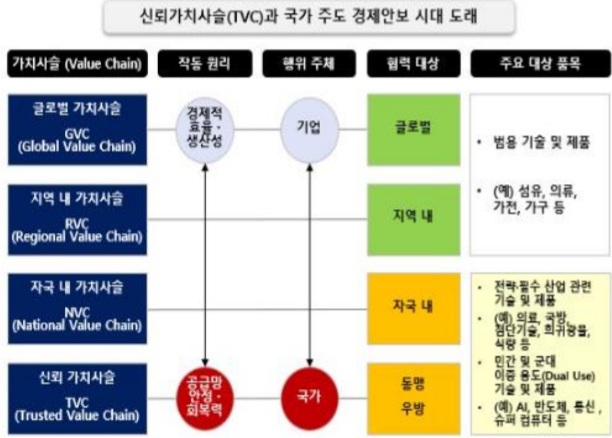 신뢰가치사슬(TVC)과 국가 주도 경제안보 시대 도래
가치사슬 (Value Chain)
작동 원리
행위 주체
협력 대상
주요 대상 품목
글로벌 가치사슬
GVC
(Global Value Chain)
경제적
효율·
생산성
기업
글로벌
• 범용 기술 및 제품
• (예) 섬유, 의류,
가전, 가구 등
지역 내 가치사슬
RVC
(Regional Value Chain)
지역 내
자국 내 가치사슬
NVC
(National Value Chain)
자국 내
• 전략·필수 산업 관련
기술 및 제품
• (예) 의료, 국방,
첨단기술, 희귀광물,
식량 등
• 민간 및 군대
이중 용도(Dual Use)
기술 및 제품
• (예) AI, 반도체, 통신,
슈퍼 컴퓨터 등
신뢰 가치사슬
TVC
(Trusted Value Chain)
공급망
안정·
회복력
국가
동맹
우방